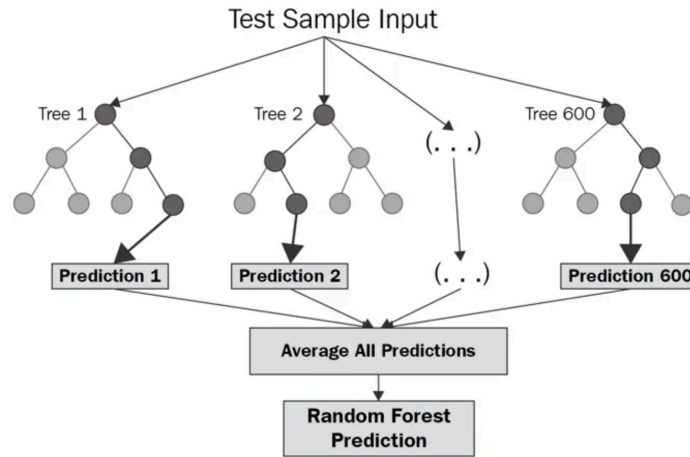 Test Sample Input
Tree 1
Tree 2
(. . .)
Tree 600
Prediction 1
Prediction 2
(. . .)
Prediction 600
Average All Predictions
Random Forest
Prediction